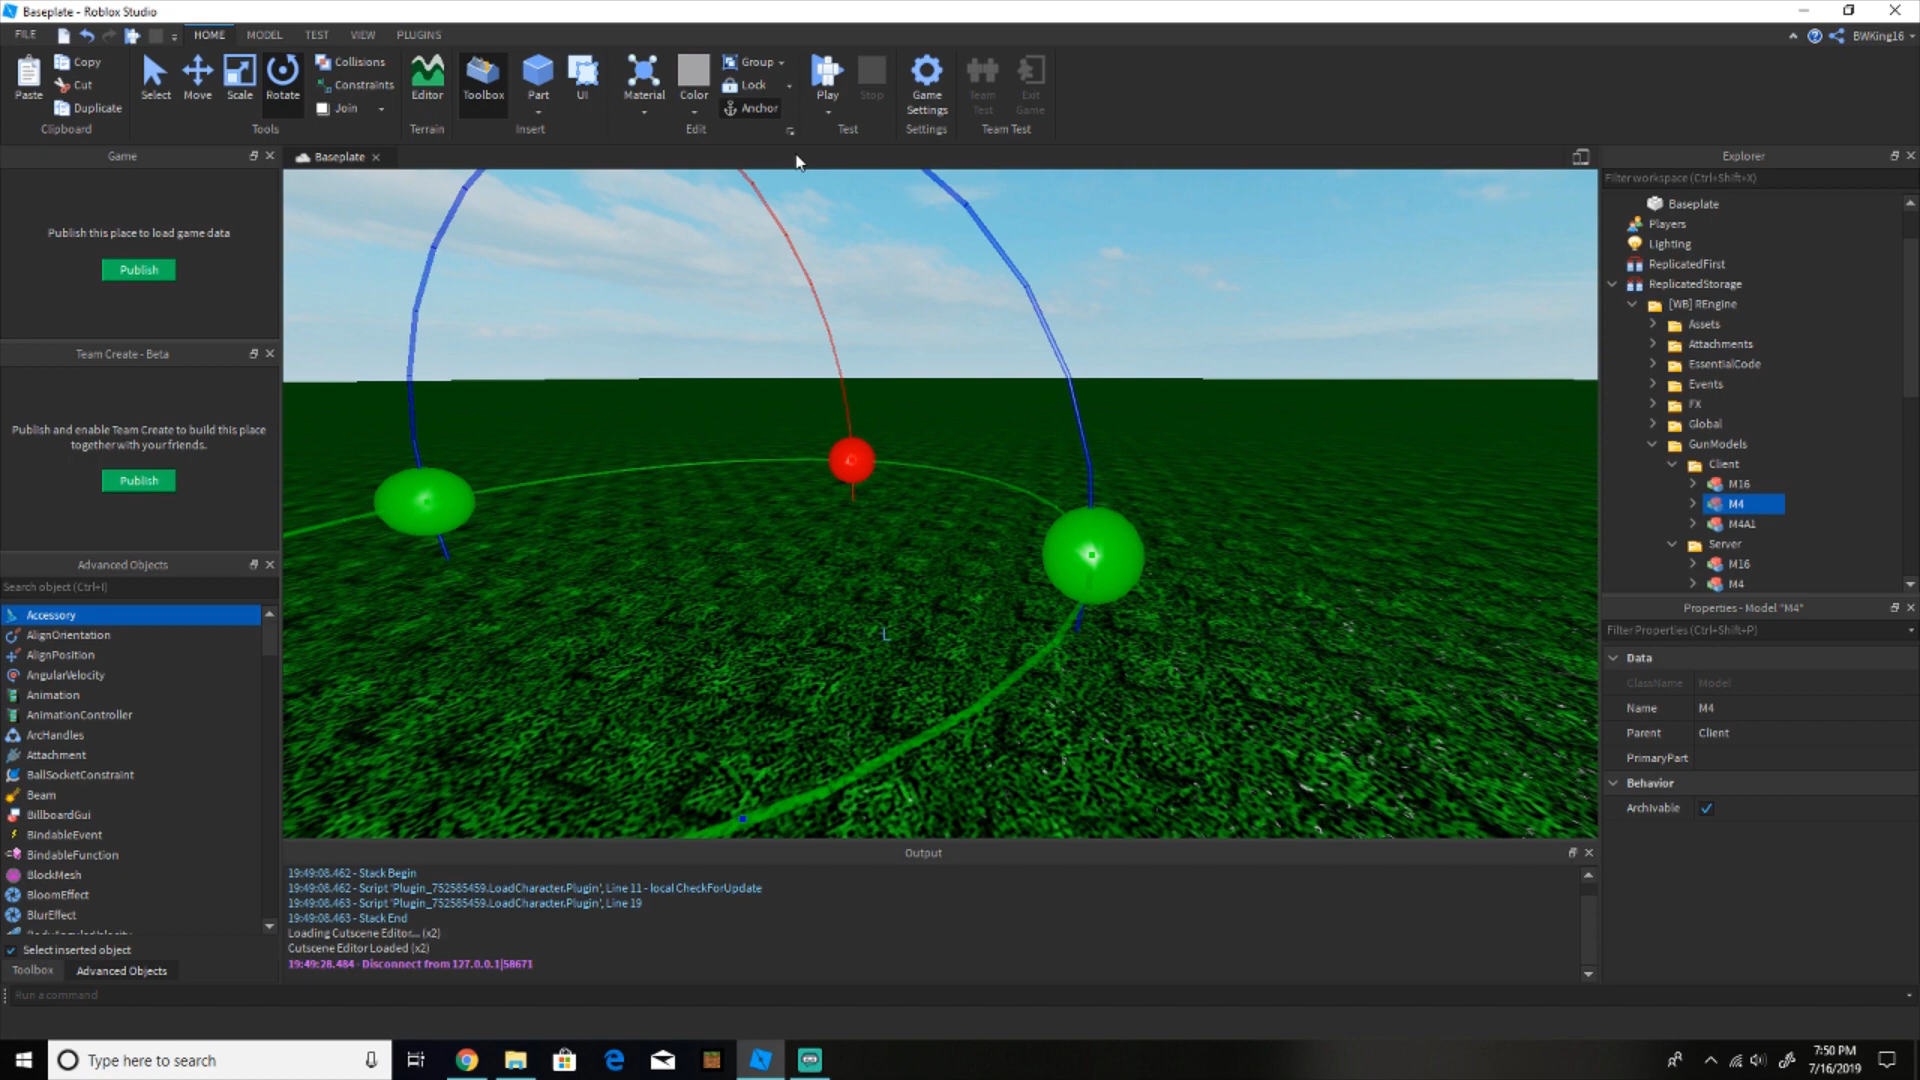 Baseplate - Roblox Studio
FILE HOME MODEL TEST VIEW PLUGINS BWKing16
Paste Copy Cut Duplicate Clipboard
Select Move Scale Rotate Collisions Constraints Join Tools
Editor Terrain
Toolbox Part UI Insert
Material Color Group Lock Anchor Edit
Play Stop Test
Game Settings Settings
Team Test Exit Game Team Test
Game
Publish this place to load game data
Publish
Team Create - Beta
Publish and enable Team Create to build this place
together with your friends.
Publish
Advanced Objects
Search object (Ctrl+I)
Accessory
AlignOrientation
AlignPosition
AngularVelocity
Animation
AnimationController
ArcHandles
Attachment
BallSocketConstraint
Beam
BillboardGui
BindableEvent
BindableFunction
BlockMesh
BloomEffect
BlurEffect
BodyAngularVelocity
Select inserted object
Toolbox Advanced Objects
Run a command
Baseplate
L
Output
19:49:08.462 - Stack Begin
19:49:08.462 - Script 'Plugin_752585459.LoadCharacter.Plugin', Line 11 - local CheckForUpdate
19:49:08.463 - Script 'Plugin_752585459.LoadCharacter.Plugin', Line 19
19:49:08.463 - Stack End
Loading Cutscene Editor... (x2)
Cutscene Editor Loaded (x2)
19:49:28.484 - Disconnect from 127.0.0.1|58671
Explorer
Filter workspace (Ctrl+Shift+X)
Baseplate
Players
Lighting
ReplicatedFirst
ReplicatedStorage
[WB] REngine
Assets
Attachments
EssentialCode
Events
FX
Global
GunModels
Client
M16
M4
M4A1
Server
M16
M4
Properties - Model "M4"
Filter Properties (Ctrl+Shift+P)
Data
ClassName Model
Name M4
Parent Client
PrimaryPart
Behavior
Archivable
Type here to search
7:50 PM
7/16/2019